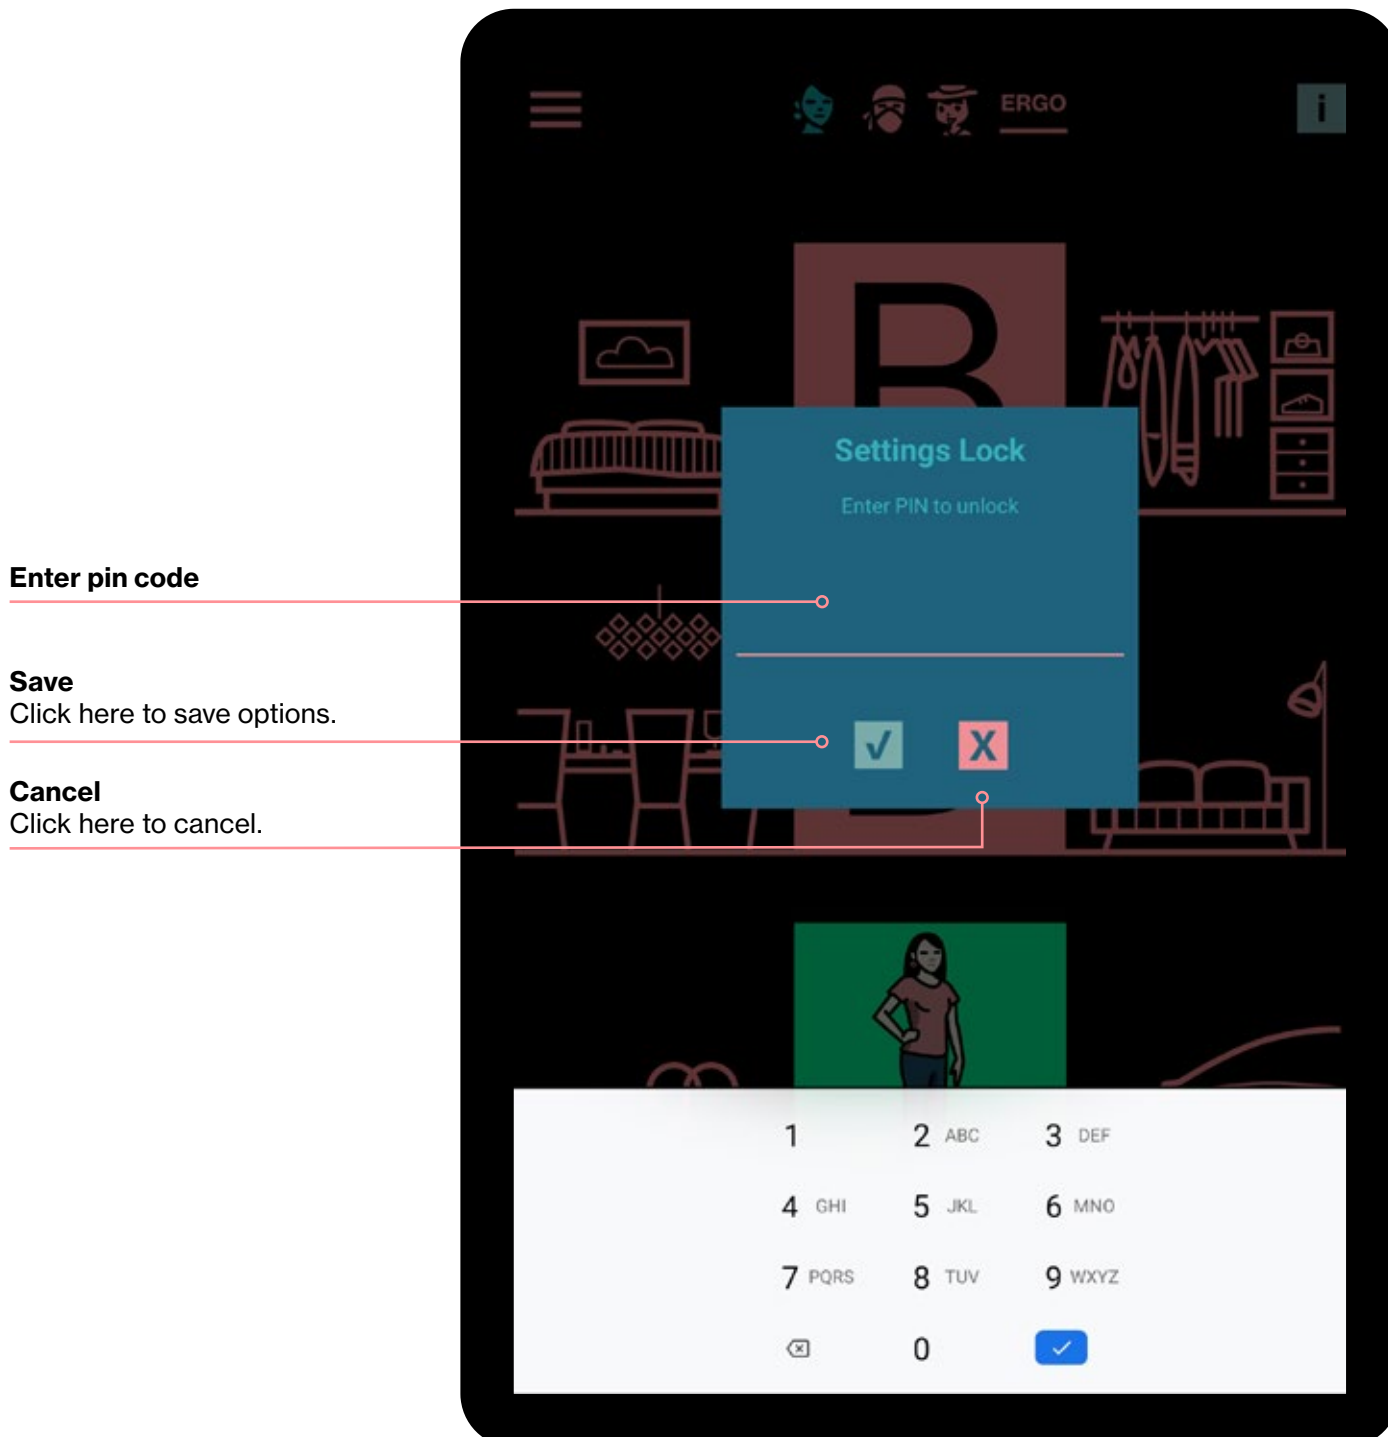 ERGO
i
B
Settings Lock
Enter PIN to unlock
Enter pin code
Save
Click here to save options.
√ X
Cancel
Click here to cancel.
1 2 ABC 3 DEF
4 GHI 5 JKL 6 MNO
7 PQRS 8 TUV 9 WXYZ
0